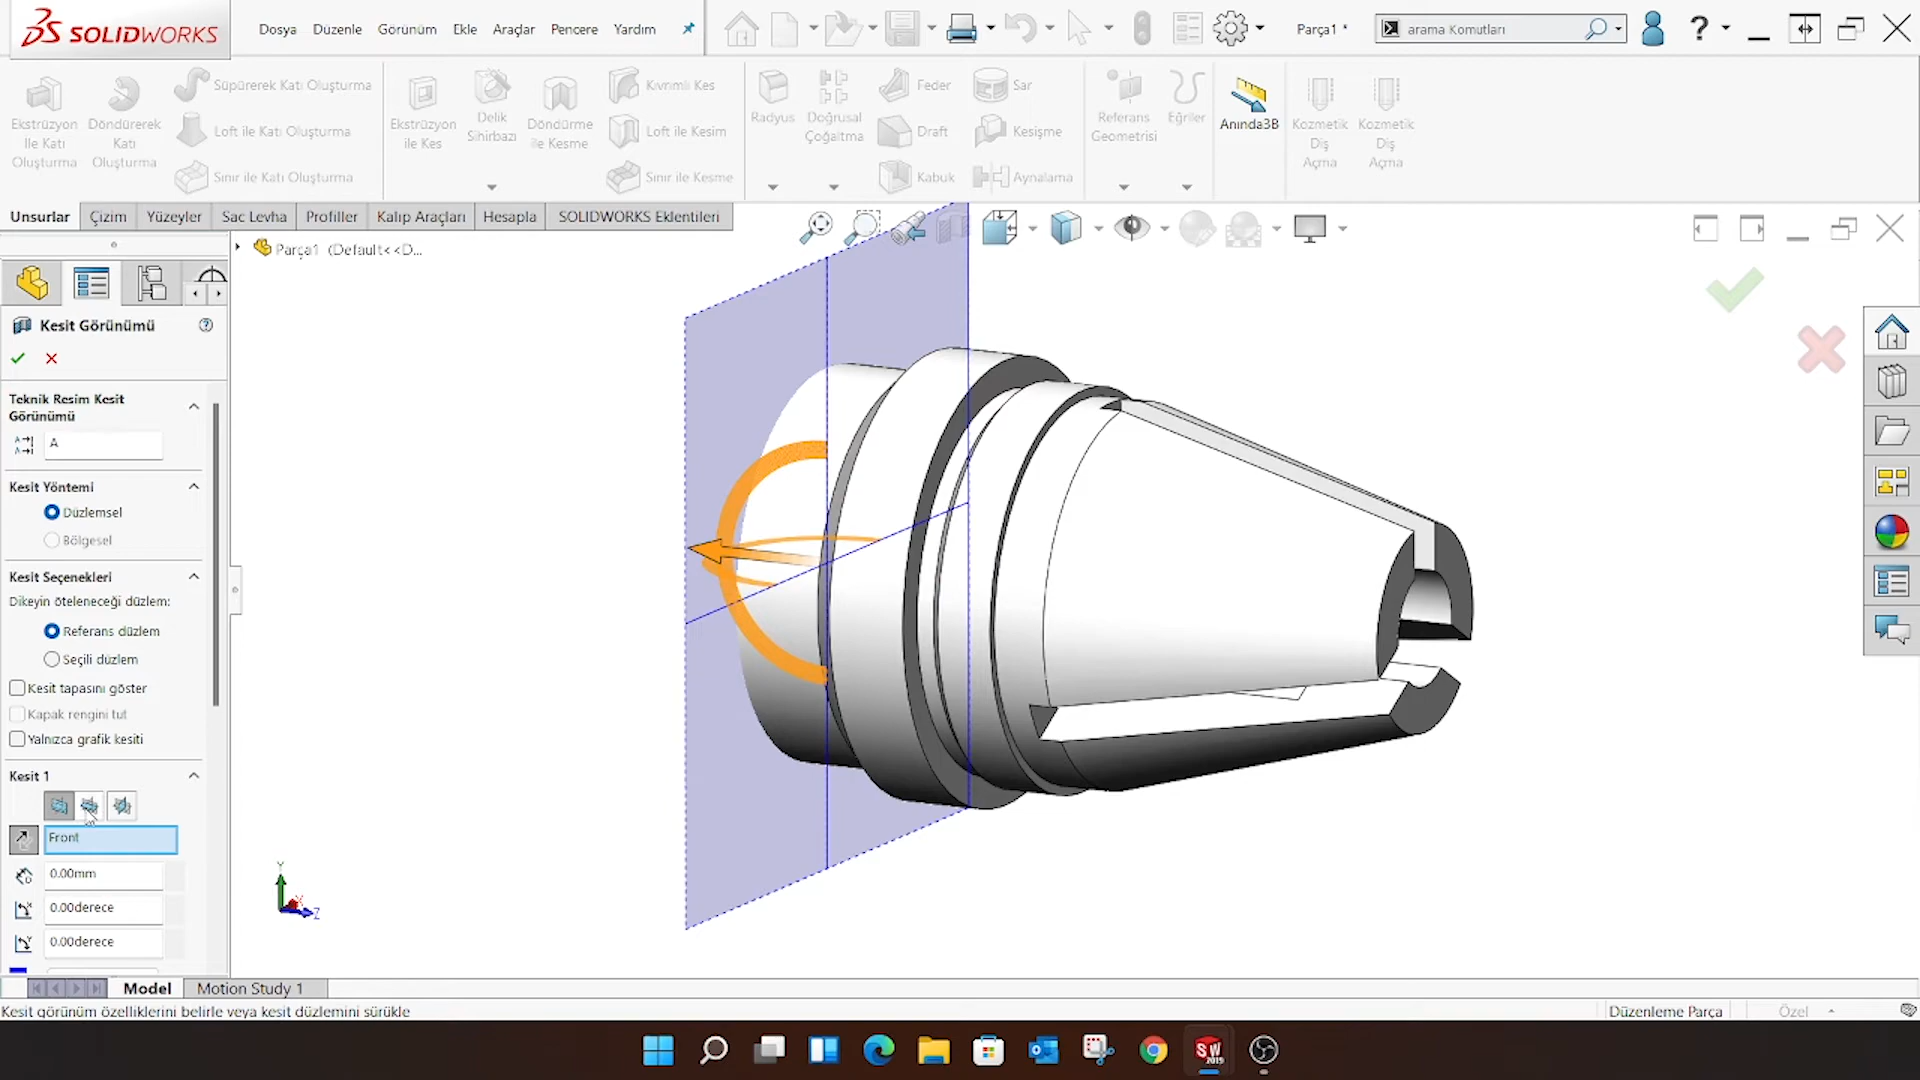 SOLIDWORKS
Dosya
Düzenle
Görünüm
Ekle
Araçlar
Pencere
Yardım
Parça1 *
arama Komutları
?
Ekstrüzyon
İle Katı
Oluşturma
Döndürerek
Katı
Oluşturma
Süpürerek Katı Oluşturma
Loft ile Katı Oluşturma
Sınır ile Katı Oluşturma
Ekstrüzyon
ile Kes
Delik
Sihirbazı
Döndürme
ile Kesme
Kıvrımlı Kes
Loft ile Kesim
Sınır ile Kesme
Radyus
Doğrusal
Çoğaltma
Feder
Draft
Kabuk
Sar
Kesişme
Aynalama
Referans
Geometrisi
Eğriler
Anında3B
Kozmetik
Diş
Açma
Kozmetik
Diş
Açma
Unsurlar
Çizim
Yüzeyler
Sac Levha
Profiller
Kalıp Araçları
Hesapla
SOLIDWORKS Eklentileri
Parça1 (Default<<D...
Kesit Görünümü
Teknik Resim Kesit
Görünümü
A
Kesit Yöntemi
Düzlemsel
Bölgesel
Kesit Seçenekleri
Dikeyin öteleneceği düzlem:
Referans düzlem
Seçili düzlem
Kesit tapasını göster
Kapak rengini tut
Yalnızca grafik kesiti
Kesit 1
Front
0.00mm
0.00derece
0.00derece
Y
X
Z
Model
Motion Study 1
Kesit görünüm özelliklerini belirle veya kesit düzlemini sürükle
Düzenleme Parça
Özel
SW
2019